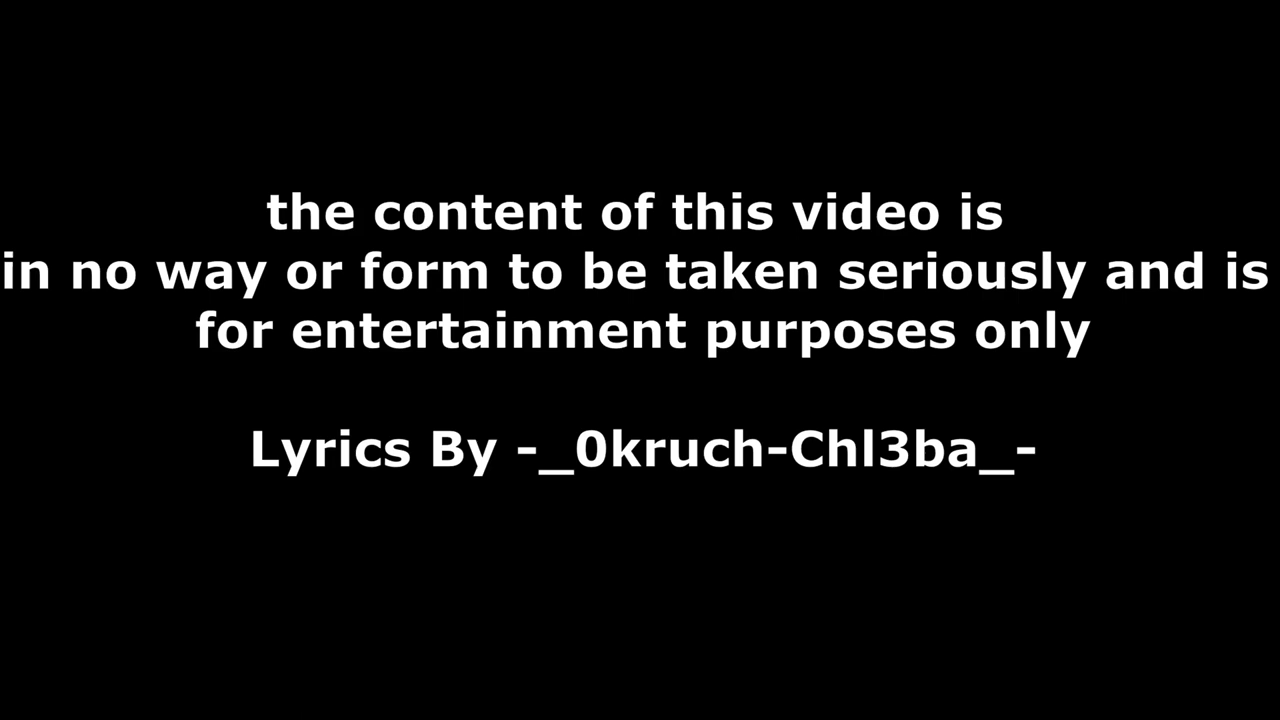 the content of this video is
in no way or form to be taken seriously and is
for entertainment purposes only
Lyrics By -_0kruch-Chl3ba_-